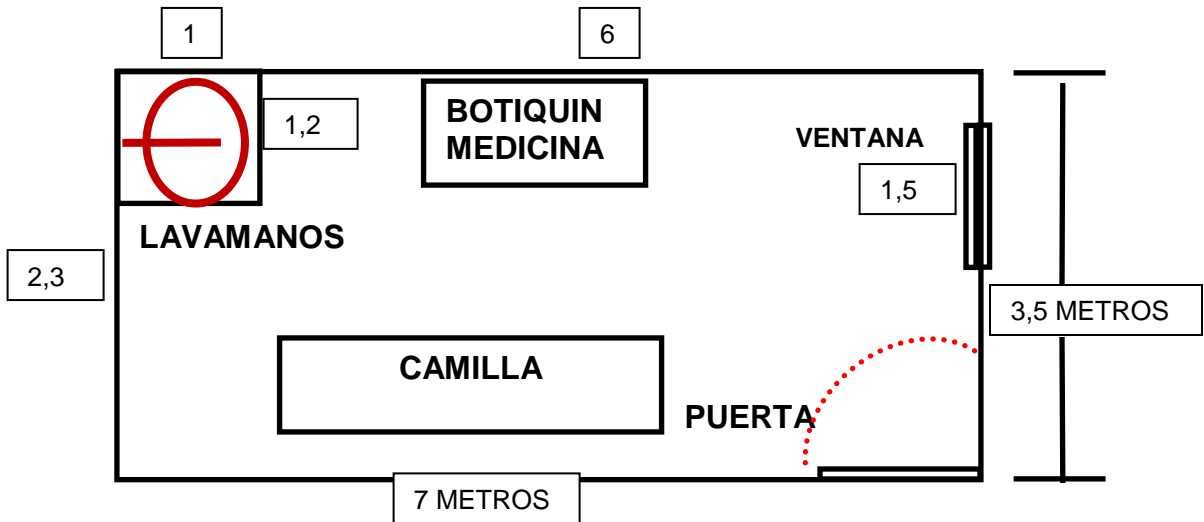 1
6
BOTIQUIN
MEDICINA
1,2
VENTANA
1,5
LAVAMANOS
2,3
3,5 METROS
CAMILLA
PUERTA
7 METROS